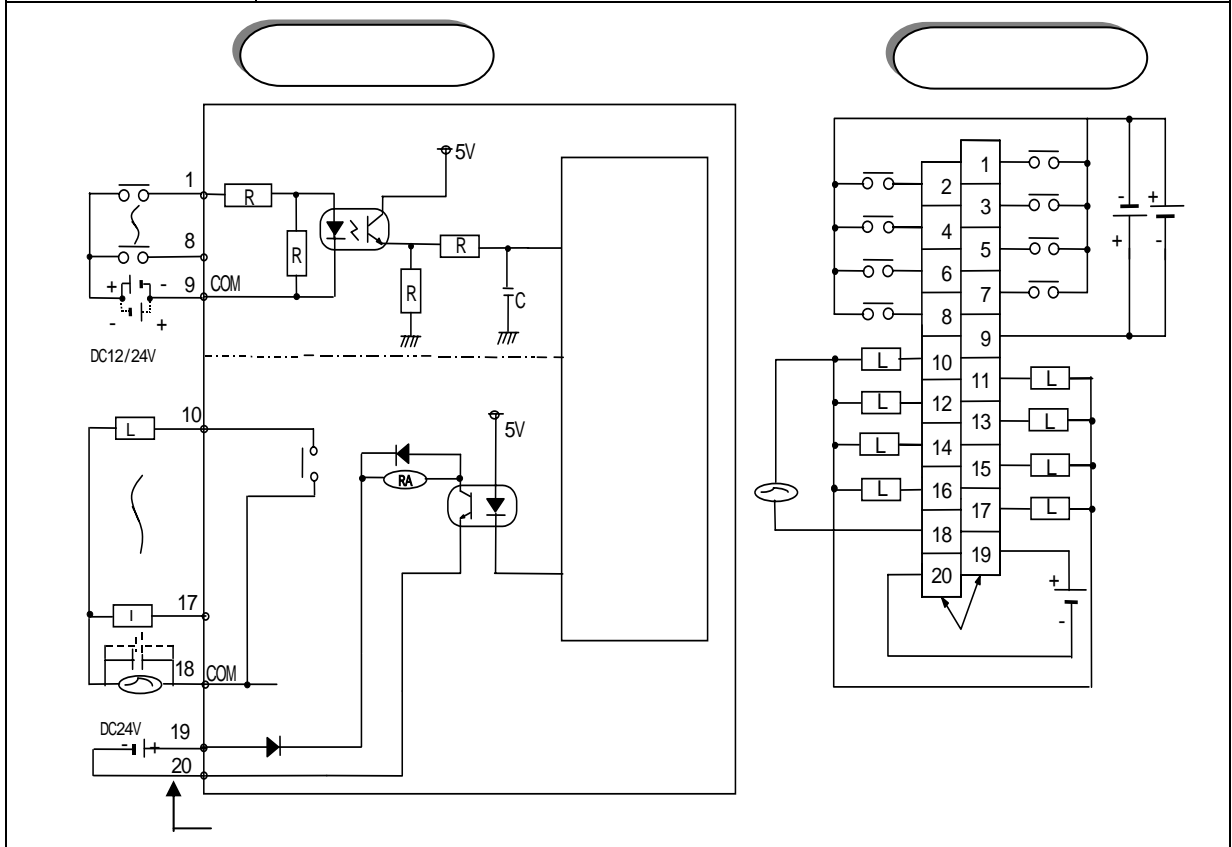 5V
1
R
8
R
R
+ - 9 COM
R
C
- +
DC12/24V
10
L
5V
RA
17
I
18 COM
DC24V
19
- +
20
1
2
3
4
5
6
7
8
9
- +
+ -
L 10
11 L
L 12
13 L
L 14
15 L
L 16
17 L
18
19
20
+
-